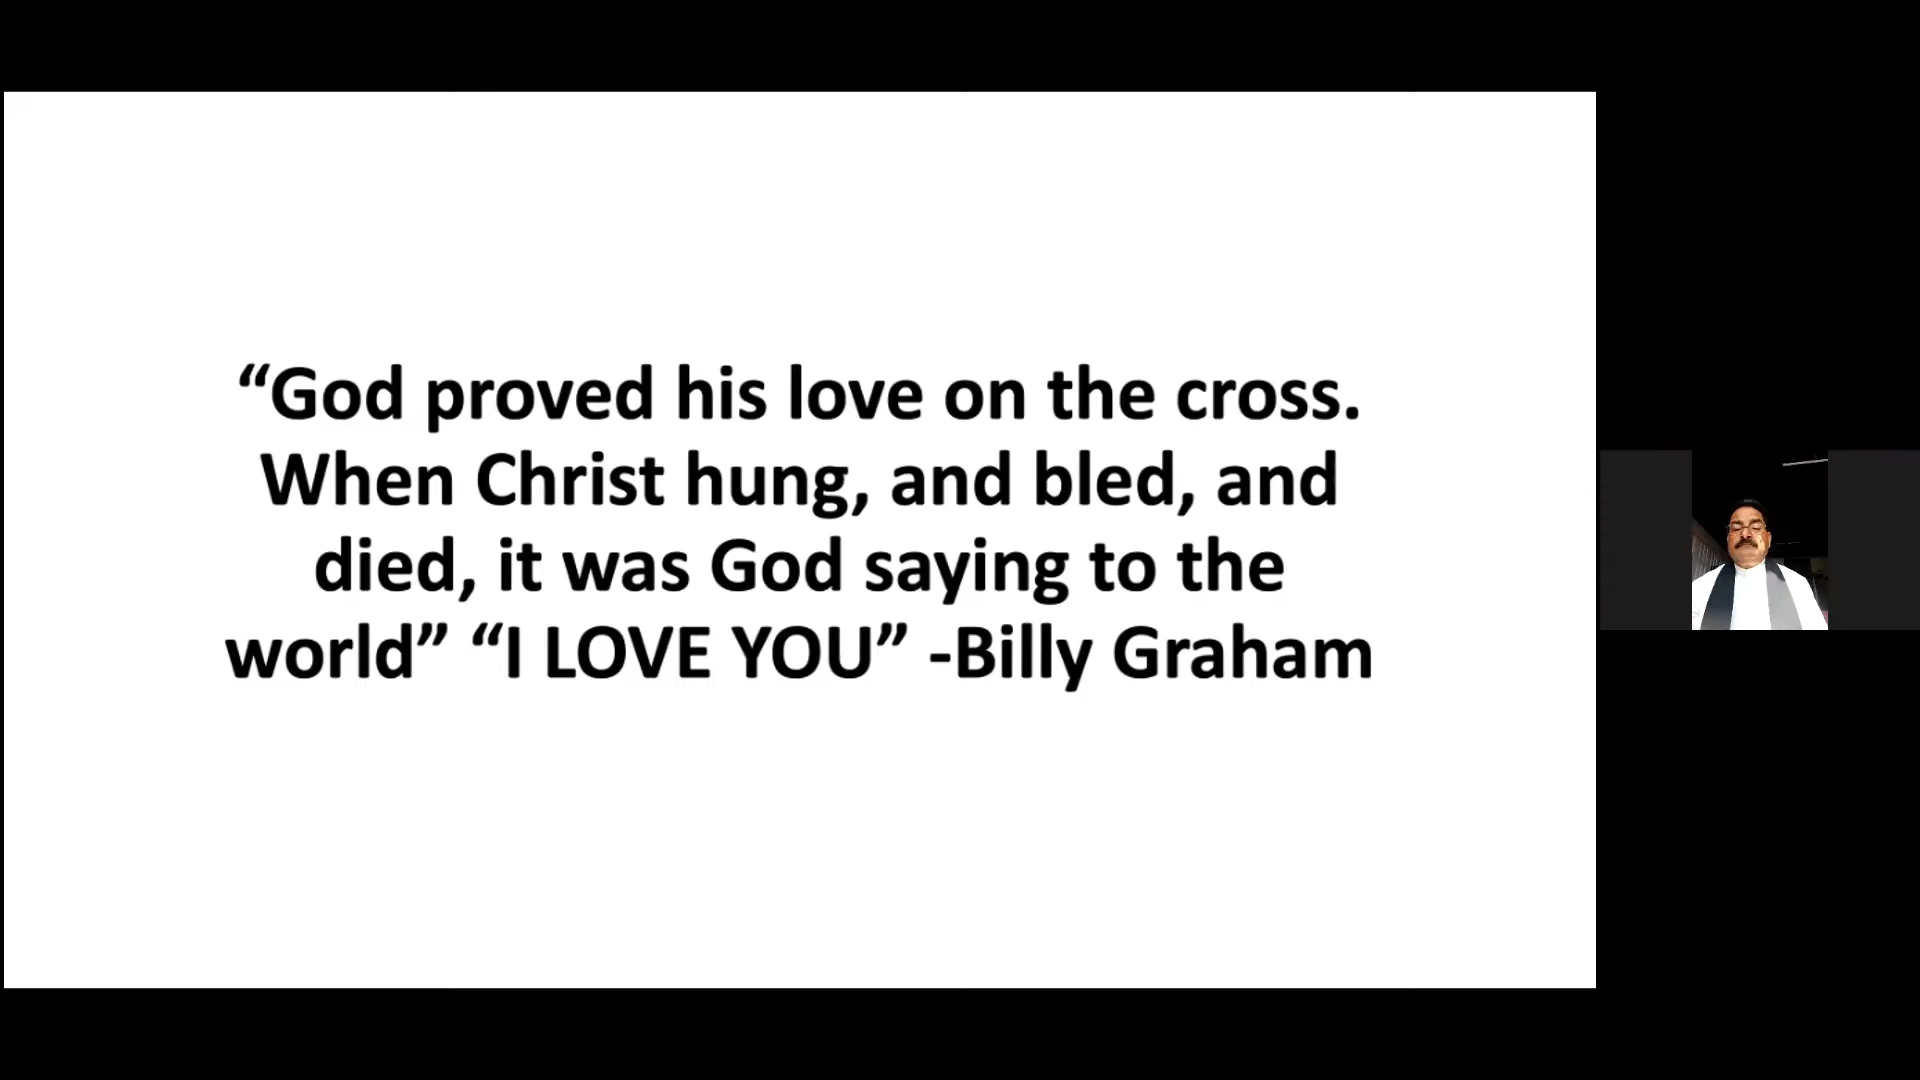 “God proved his love on the cross.
When Christ hung, and bled, and
died, it was God saying to the
world” “I LOVE YOU” -Billy Graham